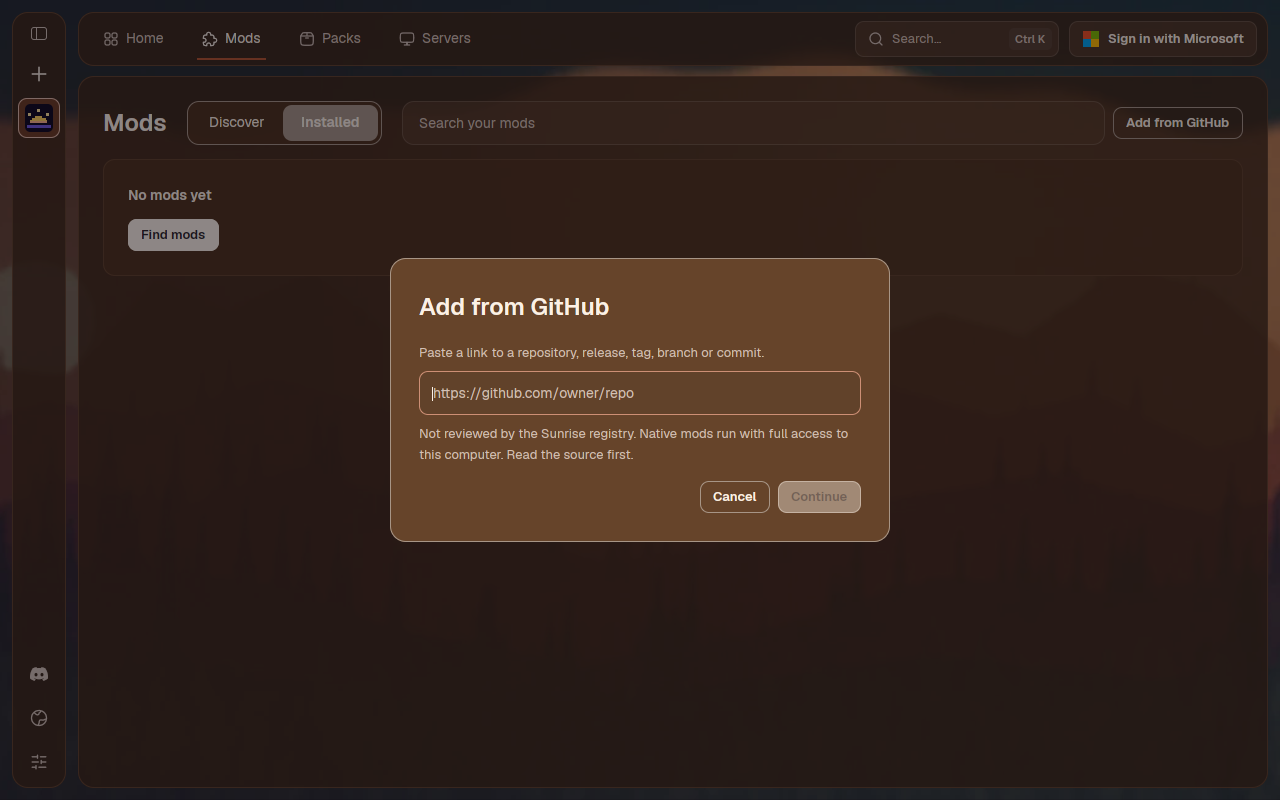 Home
Mods
Packs
Servers
Search...
Ctrl K
Sign in with Microsoft
Mods
Discover
Installed
Search your mods
Add from GitHub
No mods yet
Find mods
Add from GitHub
Paste a link to a repository, release, tag, branch or commit.
https://github.com/owner/repo
Not reviewed by the Sunrise registry. Native mods run with full access to
this computer. Read the source first.
Cancel
Continue